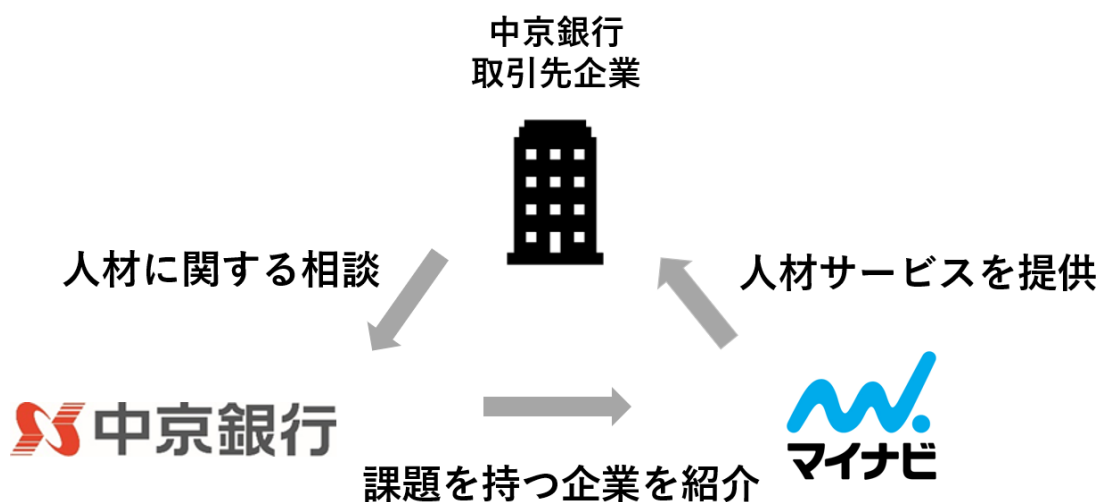 中京銀行
取引先企業
人材に関する相談
人材サービスを提供
中京銀行
マイナビ
課題を持つ企業を紹介